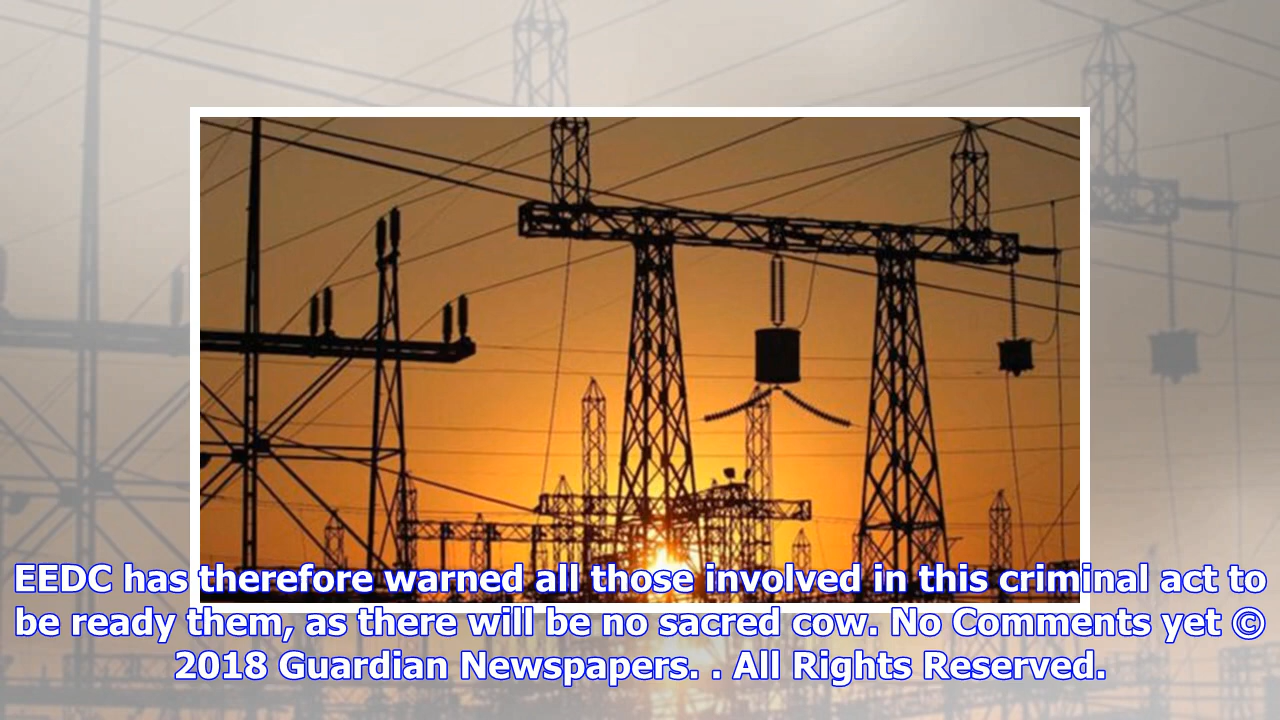 EEDC has therefore warned all those involved in this criminal act to
be ready them, as there will be no sacred cow. No Comments yet ©
2018 Guardian Newspapers. . All Rights Reserved.